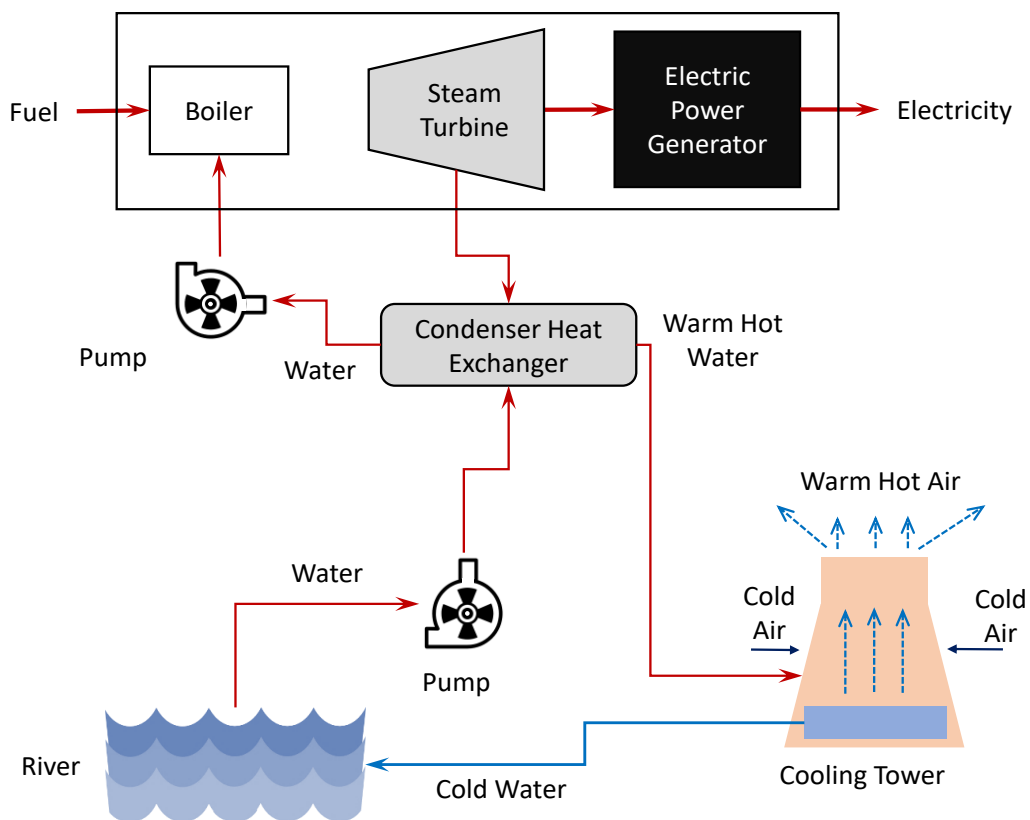 Fuel
Boiler
Steam
Turbine
Electric
Power
Generator
Electricity
Pump
Water
Condenser Heat
Exchanger
Warm Hot
Water
Warm Hot Air
Water
Pump
Cold
Air
Cold
Air
River
Cold Water
Cooling Tower